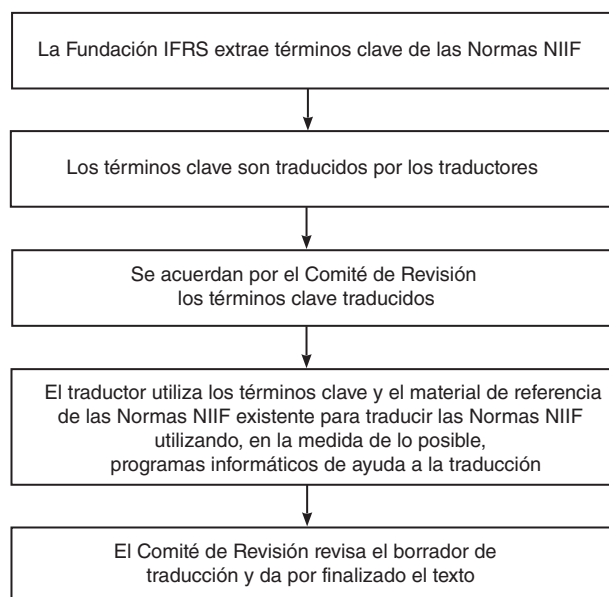 La Fundación IFRS extrae términos clave de las Normas NIIF
Los términos clave son traducidos por los traductores
Se acuerdan por el Comité de Revisión
los términos clave traducidos
El traductor utiliza los términos clave y el material de referencia
de las Normas NIIF existente para traducir las Normas NIIF
utilizando, en la medida de lo posible,
programas informáticos de ayuda a la traducción
El Comité de Revisión revisa el borrador de
traducción y da por finalizado el texto